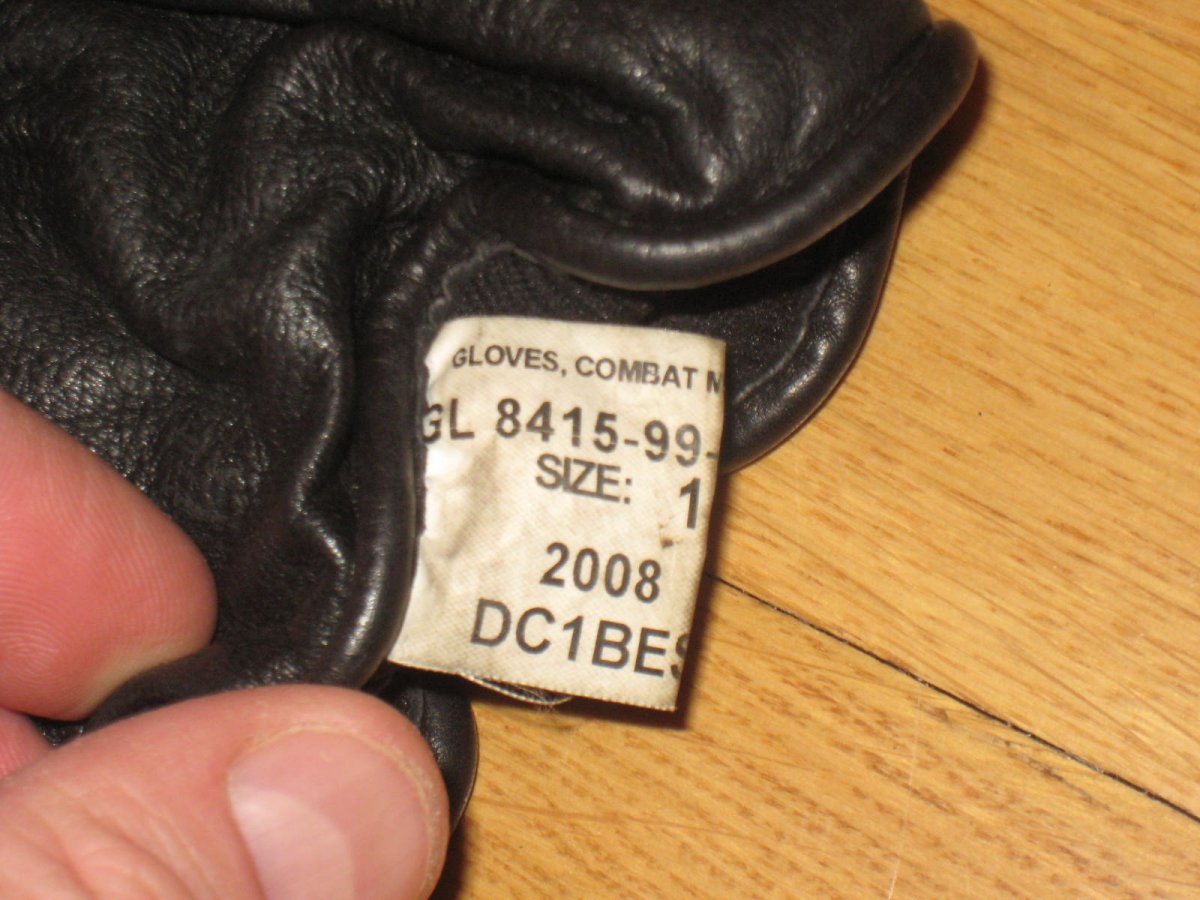 GLOVES, COMBAT
GL 8415-99-
SIZE: 1
2008
DC1BES